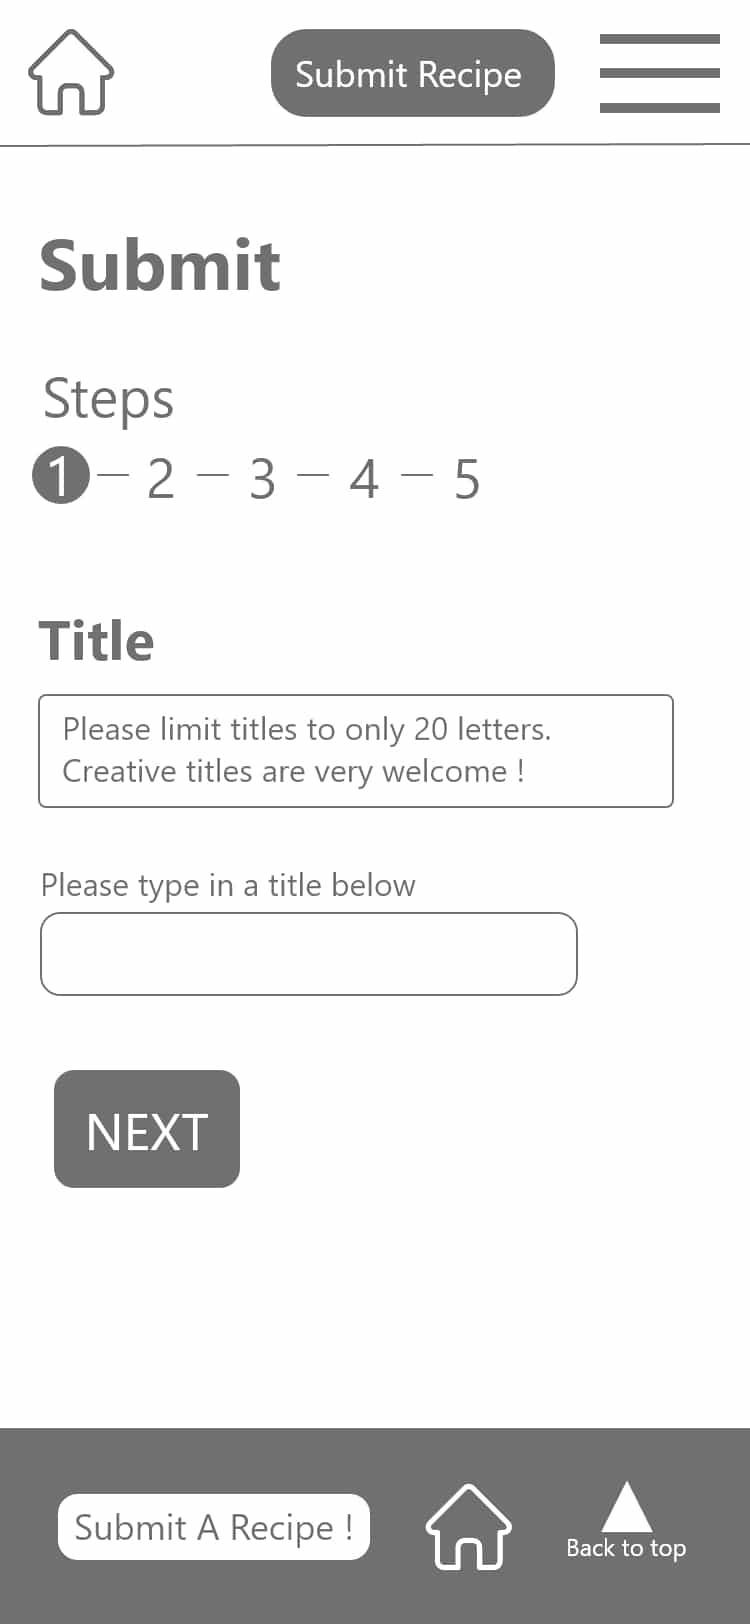 Submit Recipe
Submit
Steps
1 – 2 – 3 – 4 – 5
Title
Please limit titles to only 20 letters.
Creative titles are very welcome !
Please type in a title below
NEXT
Submit A Recipe !
Back to top